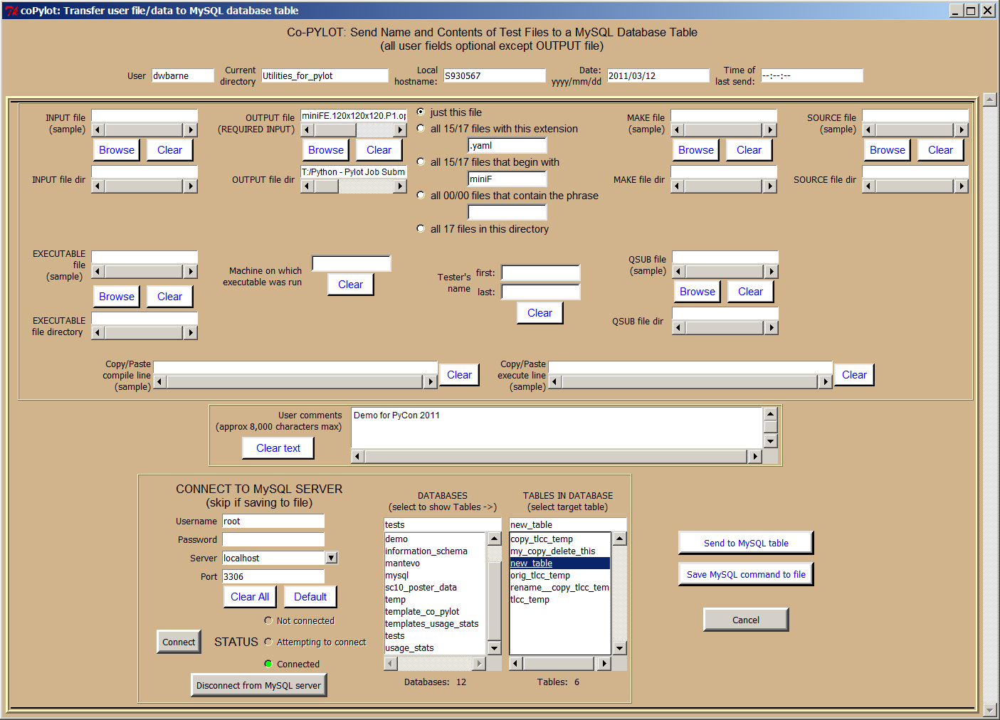 coPylot: Transfer user file/data to MySQL database table
Co-PYLOT: Send Name and Contents of Test Files to a MySQL Database Table
(all user fields optional except OUTPUT file)
User dwbarne
Current directory Utilities_for_pylot
Local hostname: S930567
Date: yyyy/mm/dd 2011/03/12
Time of last send: --:--:--
INPUT file
(sample)
Browse Clear
INPUT file dir
OUTPUT file
(REQUIRED INPUT)
miniFE.120x120x120.P1.op
Browse Clear
OUTPUT file dir
T:/Python - Pylot Job Subm
just this file
all 15/17 files with this extension
.yaml
all 15/17 files that begin with
miniF
all 00/00 files that contain the phrase
all 17 files in this directory
MAKE file
(sample)
Browse Clear
MAKE file dir
SOURCE file
(sample)
Browse Clear
SOURCE file dir
EXECUTABLE
file
(sample)
Browse Clear
EXECUTABLE
file directory
Machine on which
executable was run
Clear
Tester's
name
first:
last:
Clear
QSUB file
(sample)
Browse Clear
QSUB file dir
Copy/Paste
compile line
(sample)
Clear
Copy/Paste
execute line
(sample)
Clear
User comments
(approx 8,000 characters max)
Clear text
Demo for PyCon 2011
CONNECT TO MySQL SERVER
(skip if saving to file)
Username root
Password
Server localhost
Port 3306
Clear All Default
Not connected
Connect STATUS Attempting to connect
Connected
Disconnect from MySQL server
DATABASES
(select to show Tables ->)
tests
demo
information_schema
mantevo
mysql
sc10_poster_data
temp
template_co_pylot
templates_usage_stats
tests
usage_stats
Databases: 12
TABLES IN DATABASE
(select target table)
new_table
copy_tlcc_temp
my_copy_delete_this
new_table
orig_tlcc_temp
rename__copy_tlcc_tem
tlcc_temp
Tables: 6
Send to MySQL table
Save MySQL command to file
Cancel